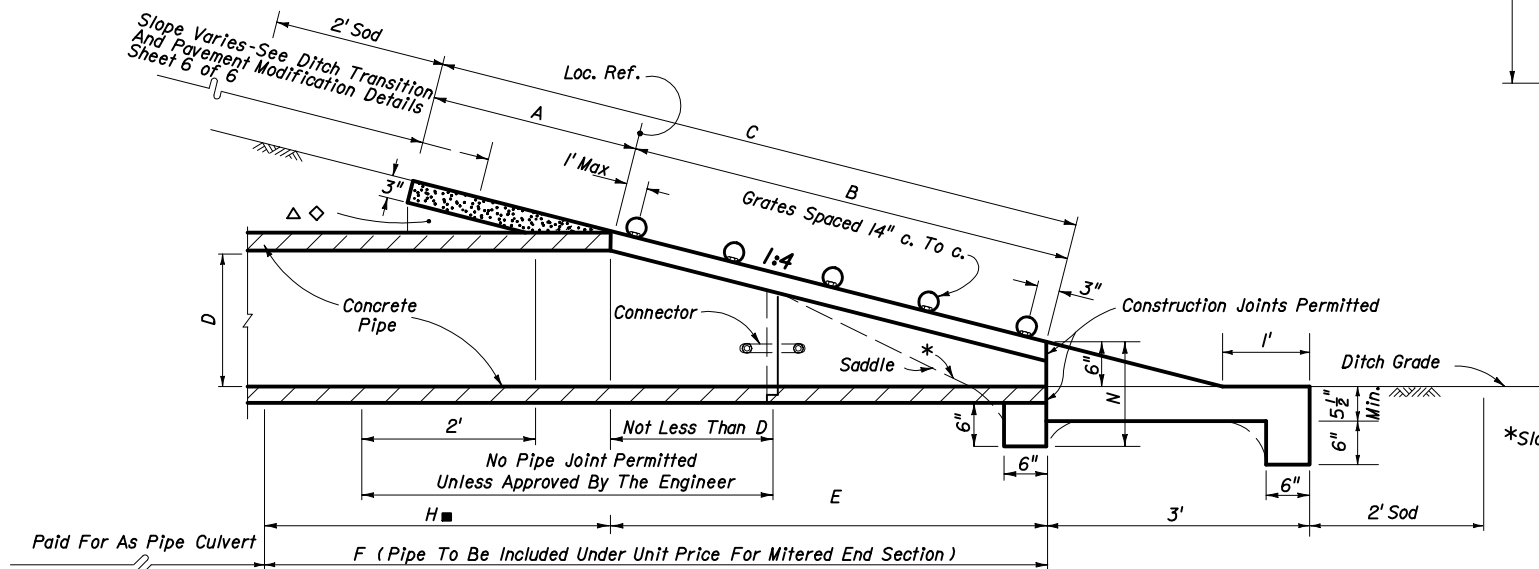 2' Sod
Slope Varies-See Ditch Transition
And Pavement Modification Details
Sheet 6 of 6
Loc. Ref.
A
C
1' Max
B
3"
Grates Spaced 14" c. To c.
1:4
3"
△ ◇
D
Concrete
Pipe
Connector
Construction Joints Permitted
Saddle
*
6"
N
1'
Ditch Grade
5 1/2"
Min.
6"
*Slo
6"
6"
6"
2'
Not Less Than D
No Pipe Joint Permitted
Unless Approved By The Engineer
E
H■
3'
2' Sod
Paid For As Pipe Culvert
F ( Pipe To Be Included Under Unit Price For Mitered End Section )